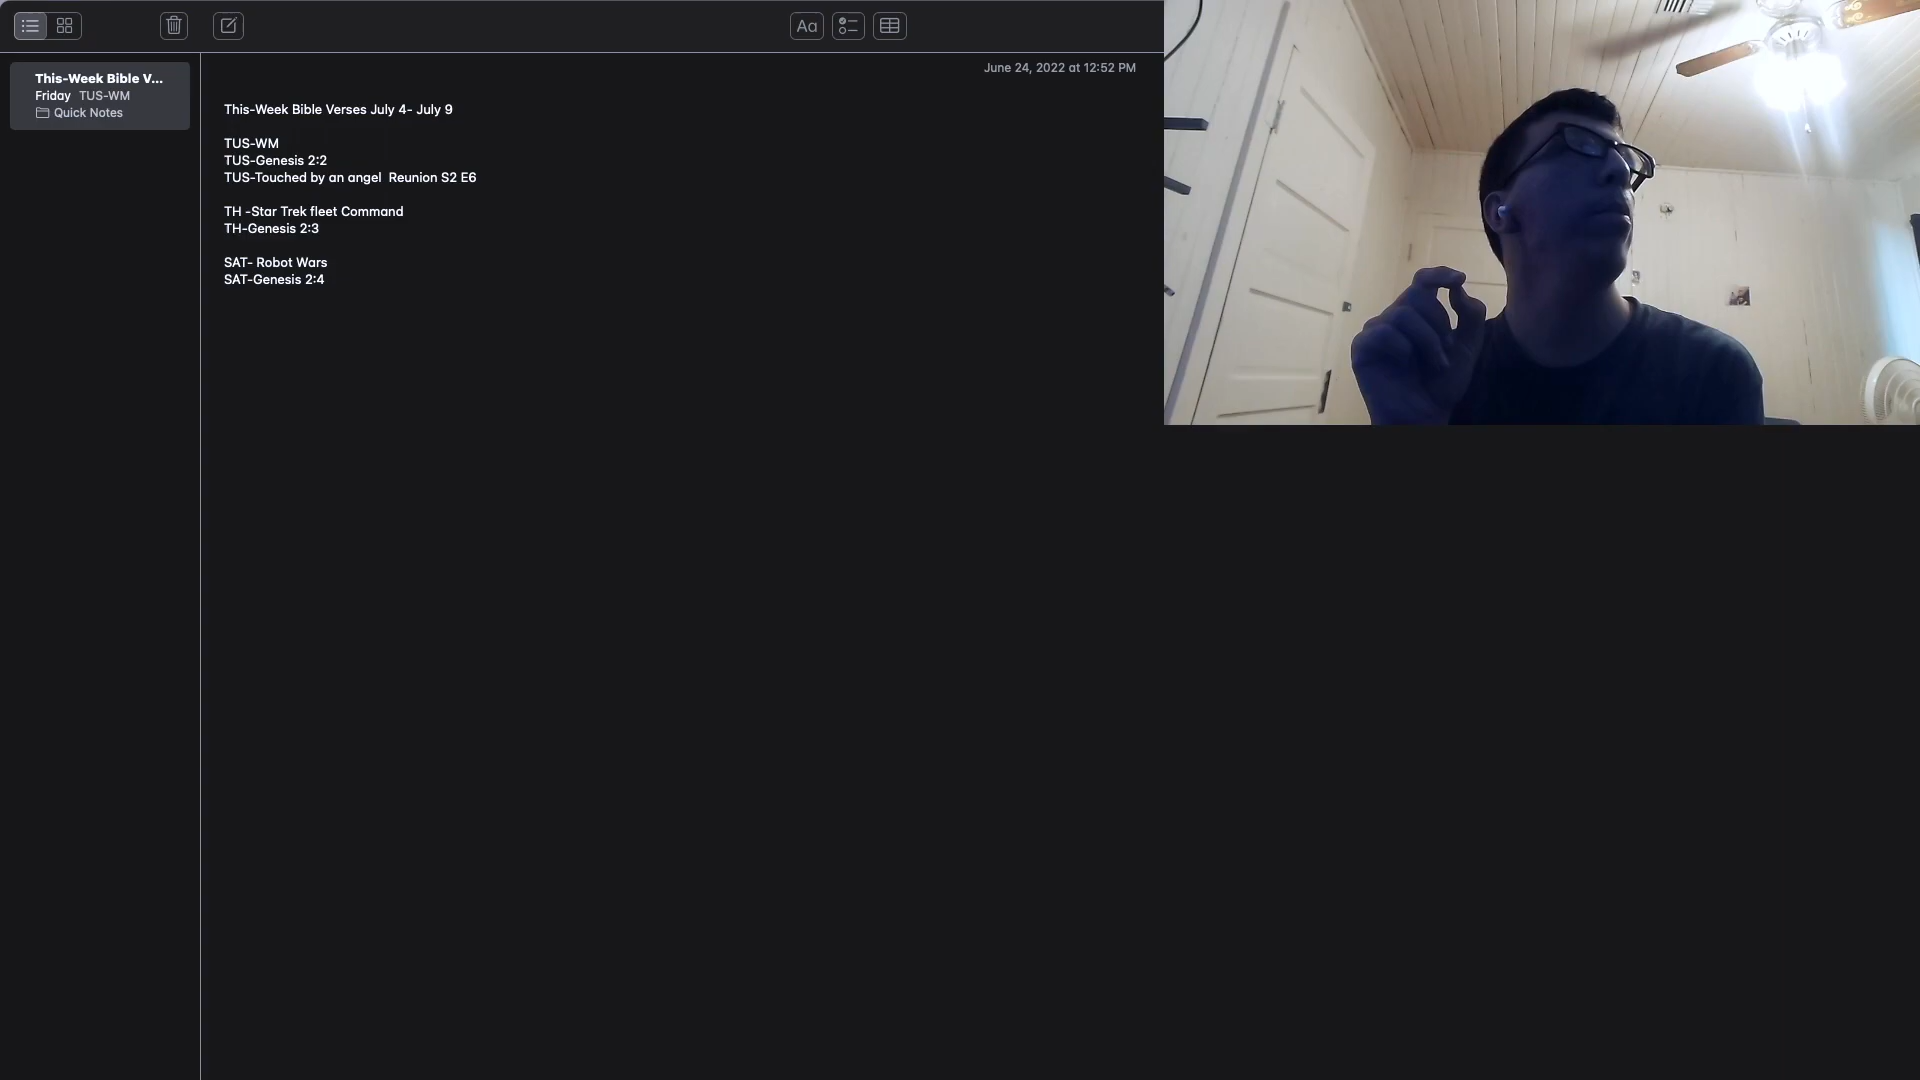 Aa
This-Week Bible V...
Friday TUS-WM
Quick Notes
June 24, 2022 at 12:52 PM
This-Week Bible Verses July 4- July 9
TUS-WM
TUS-Genesis 2:2
TUS-Touched by an angel  Reunion S2 E6
TH -Star Trek fleet Command
TH-Genesis 2:3
SAT- Robot Wars
SAT-Genesis 2:4